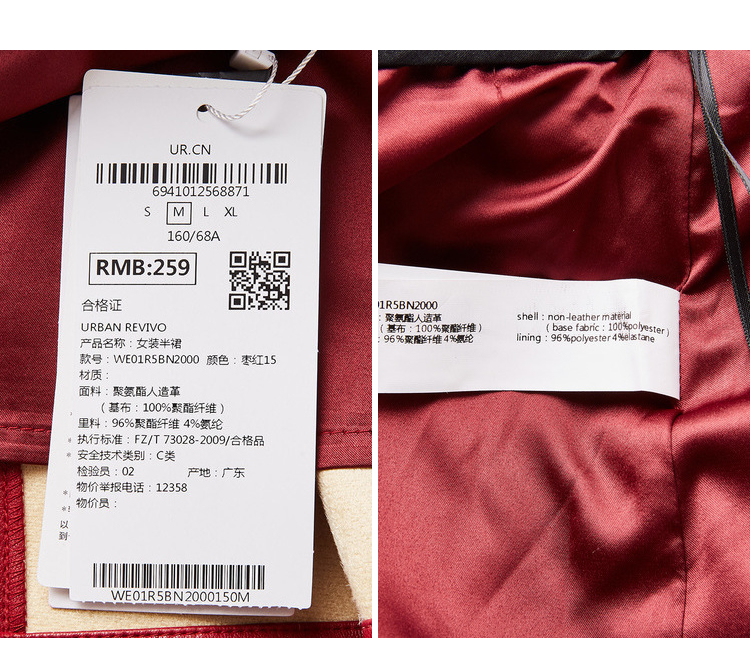 UR.CN
6941012568871
S M L XL
160/68A
RMB:259
合格证
URBAN REVIVO
产品名称：女装半裙
款号：WE01R5BN2000 颜色：枣红15
材质：
面料：聚氨酯人造革
（基布：100%聚酯纤维）
里料：96%聚酯纤维 4%氨纶
执行标准：FZ/T 73028-2009/合格品
安全技术类别：C类
检验员：02 产地：广东
物价举报电话：12358
物价员：
WE01R5BN2000150M
以
到
01R5BN2000
：聚氨酯人造革
（基布：100%聚酯纤维）
：96%聚酯纤维 4%氨纶
shell：non-leather material
（base fabric：100%polyester）
lining：96%polyester 4%elastane